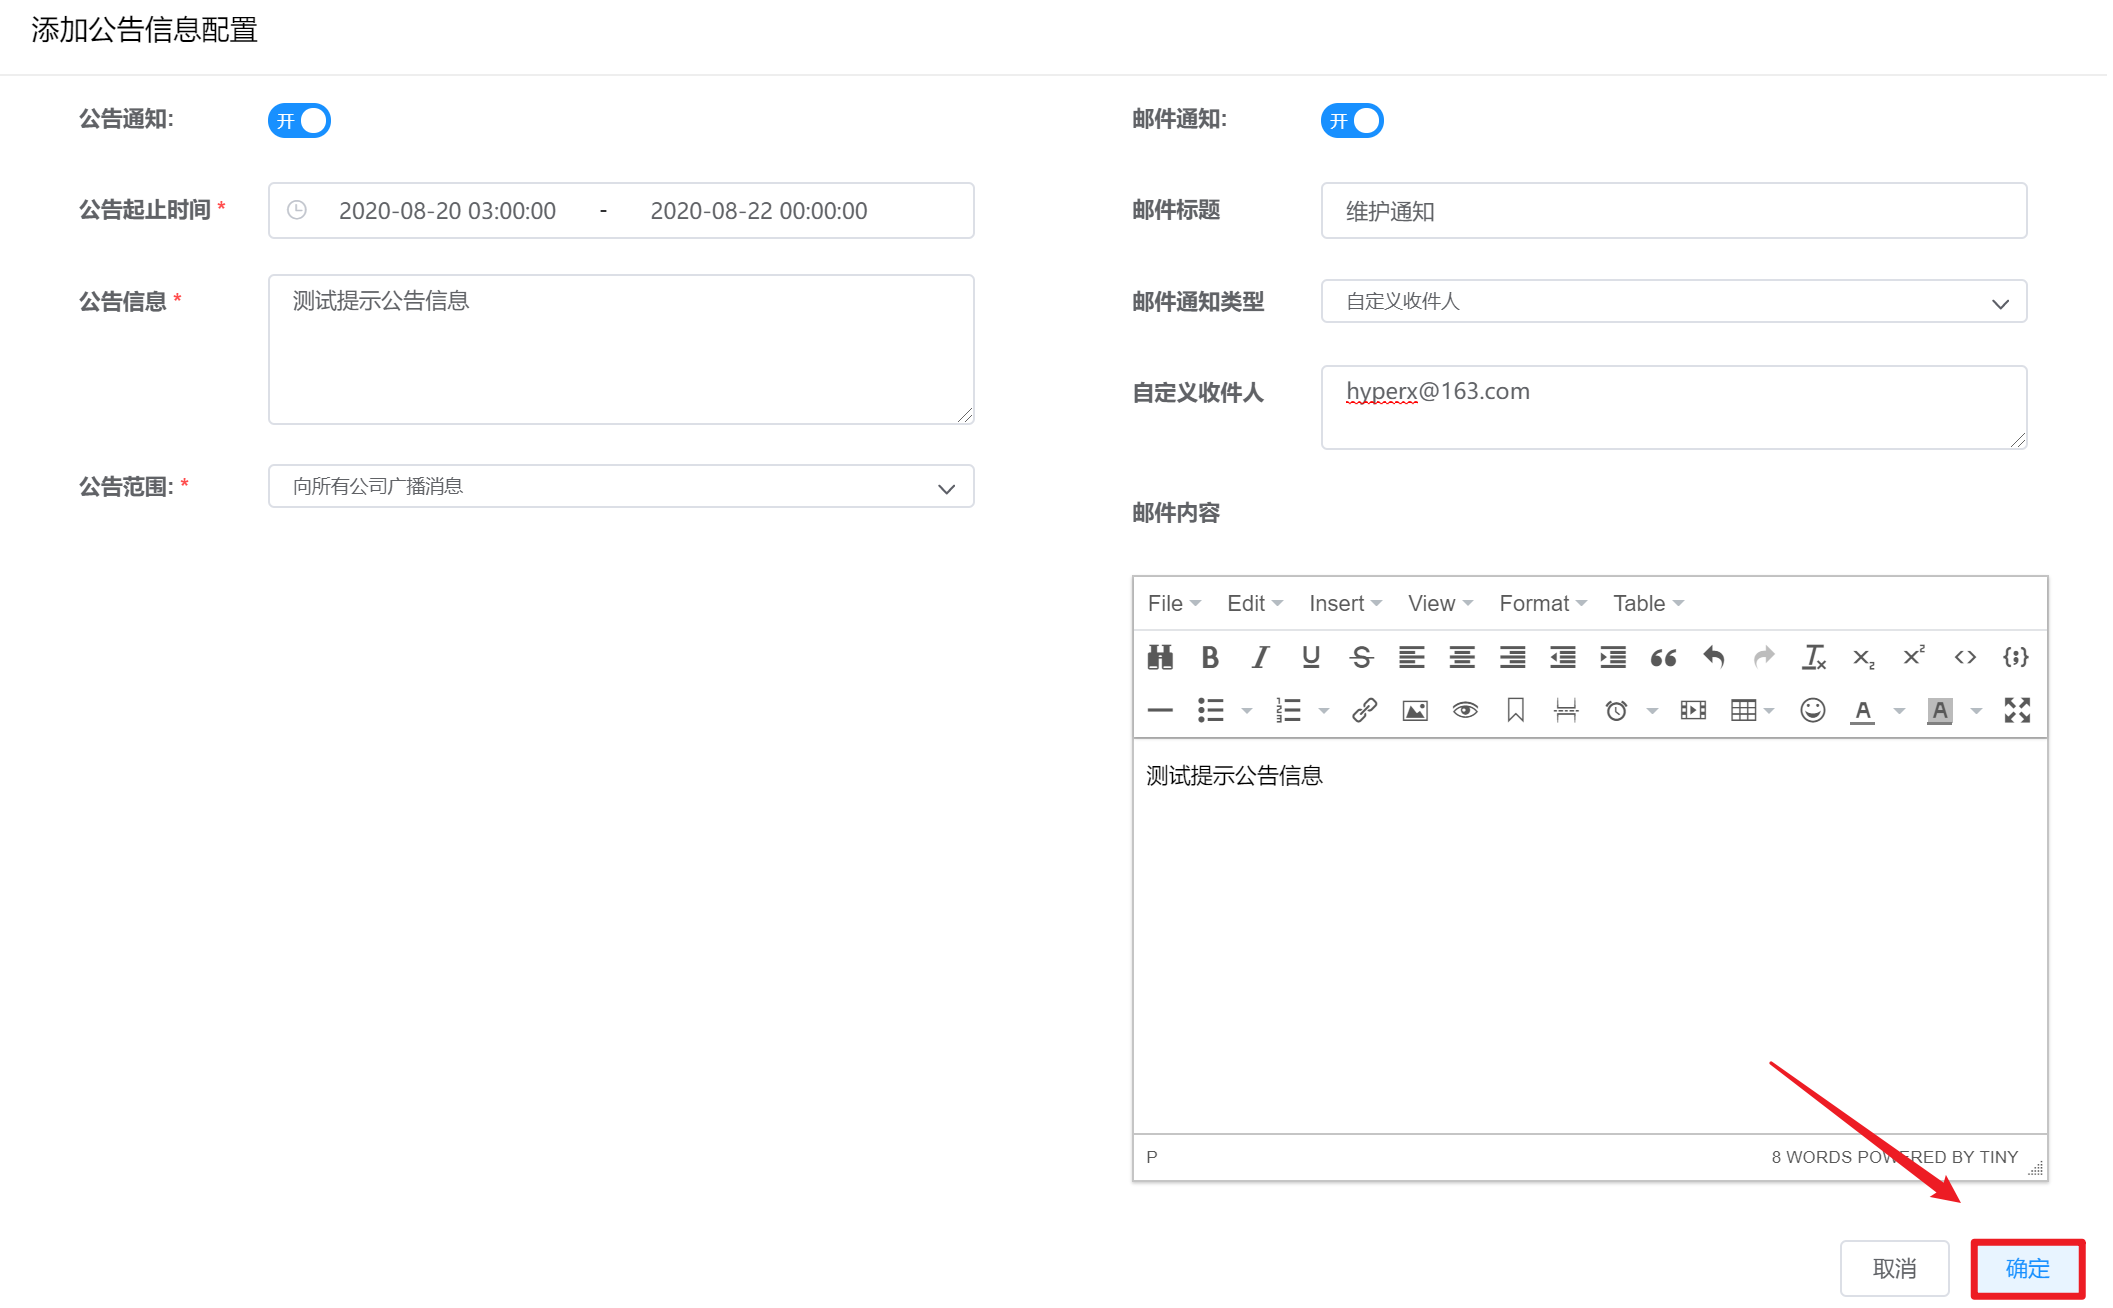 添加公告信息配置
公告通知: 开
公告起止时间 * 2020-08-20 03:00:00 - 2020-08-22 00:00:00
公告信息 * 测试提示公告信息
公告范围: * 向所有公司广播消息
邮件通知: 开
邮件标题 维护通知
邮件通知类型 自定义收件人
自定义收件人 hyperx@163.com
邮件内容
File Edit Insert View Format Table
测试提示公告信息
P 8 WORDS POWERED BY TINY
取消 确定